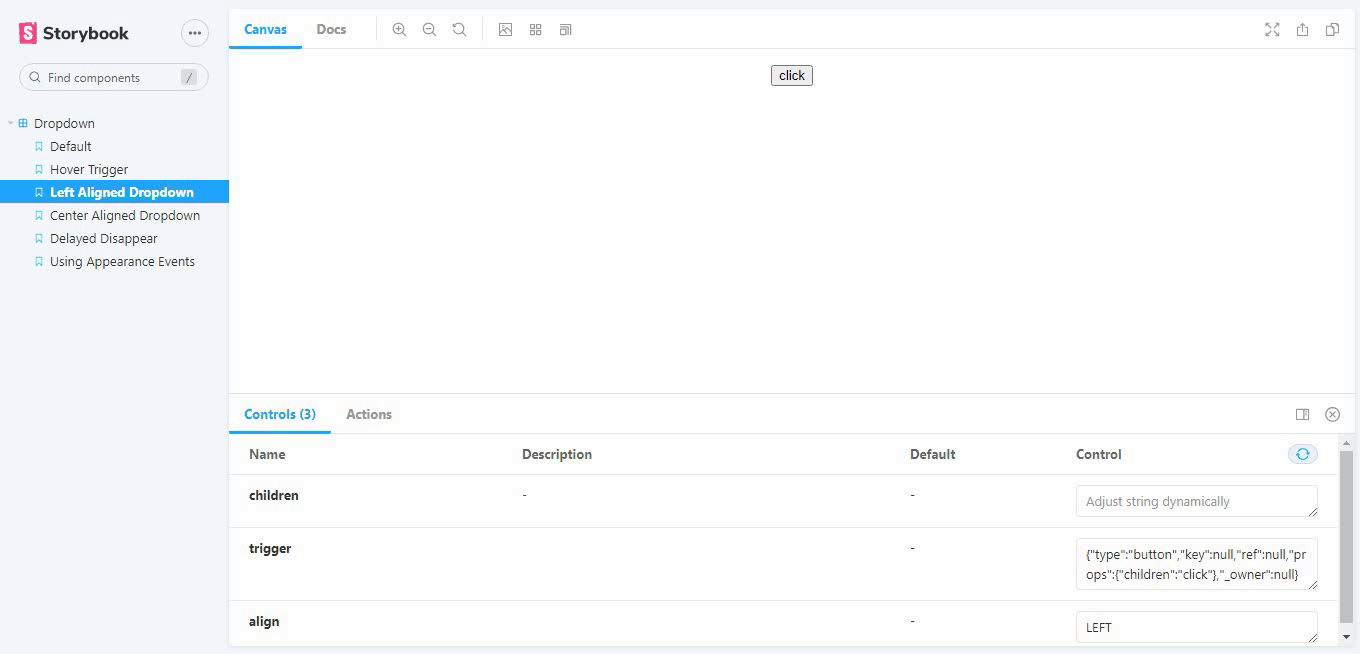 Storybook
Find components /
Dropdown
Default
Hover Trigger
Left Aligned Dropdown
Center Aligned Dropdown
Delayed Disappear
Using Appearance Events
Canvas Docs
click
Controls (3) Actions
Name Description Default Control
children - - Adjust string dynamically
trigger - {"type":"button","key":null,"ref":null,"pr
ops":{"children":"click"},"_owner":null}
align - LEFT